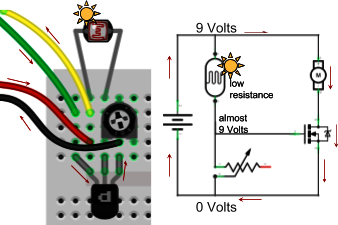 9 Volts
low
resistance
almost
9 Volts
M
0 Volts